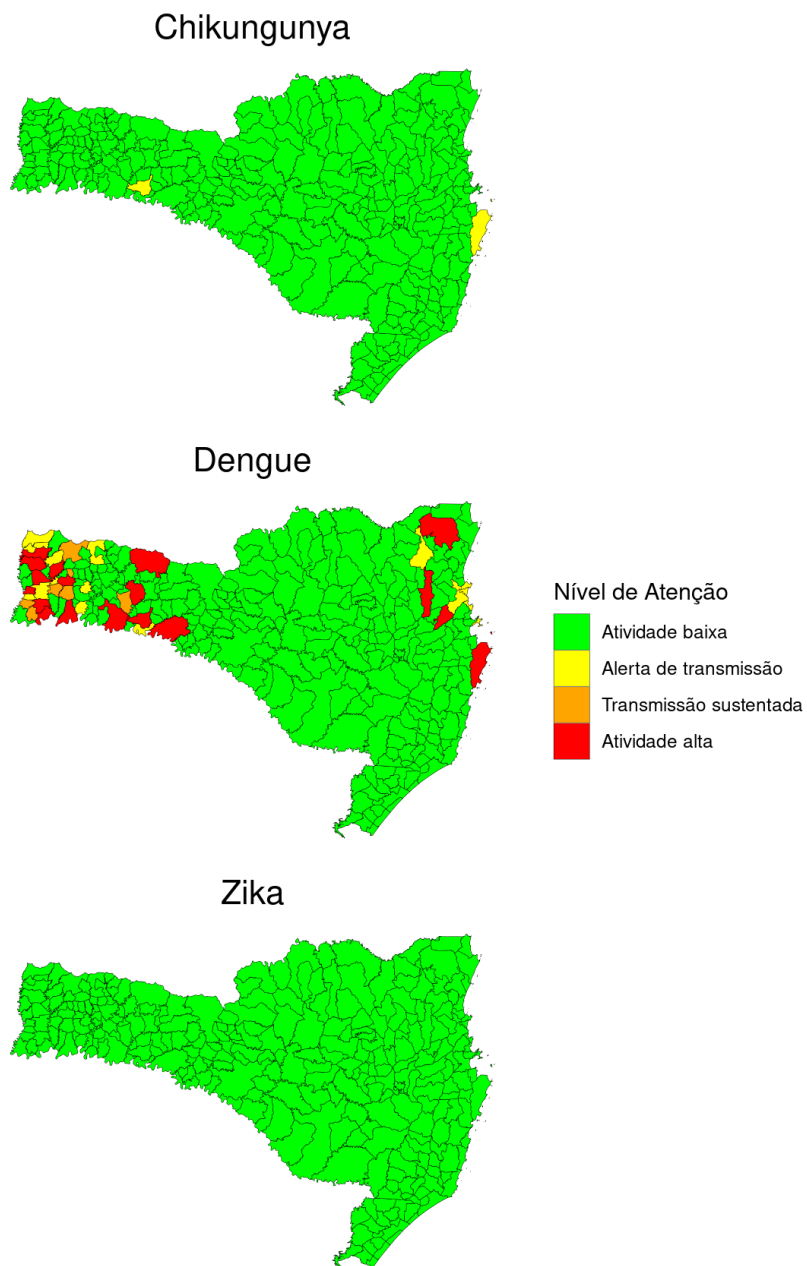 Chikungunya
Dengue
Nível de Atenção
Atividade baixa
Alerta de transmissão
Transmissão sustentada
Atividade alta
Zika